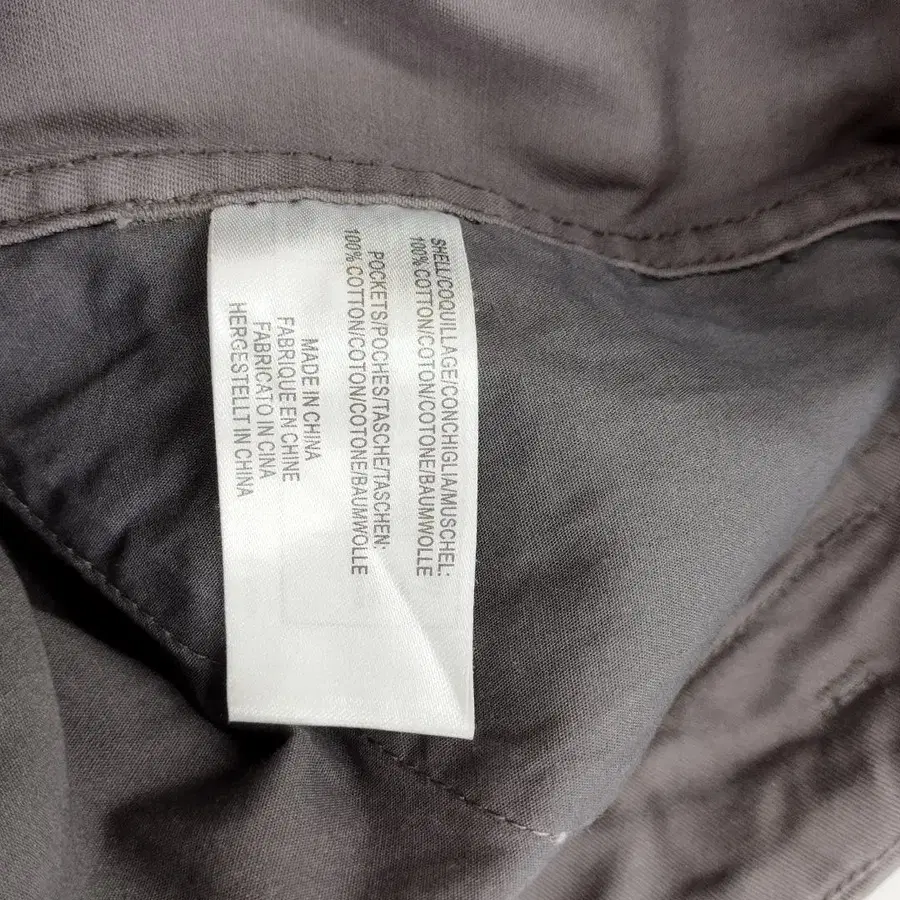 SHELL/COQUILLAGE/CONCHIGLIA/MUSCHEL:
100% COTTON/COTON/COTONE/BAUMWOLLE
POCKETS/POCHES/TASCHE/TASCHEN:
100% COTTON/COTON/COTONE/BAUMWOLLE
MADE IN CHINA
FABRIQUE EN CHINE
FABRICATO IN CINA
HERGESTELLT IN CHINA